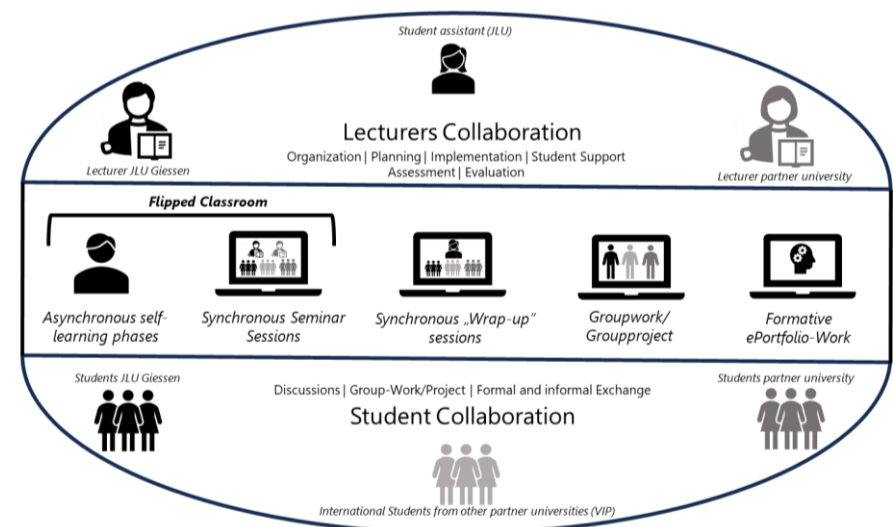 Student assistant (JLU)
Lecturers Collaboration
Organization | Planning | Implementation | Student Support
Assessment | Evaluation
Lecturer JLU Giessen
Lecturer partner university
Flipped Classroom
Asynchronous self-
learning phases
Synchronous Seminar
Sessions
Synchronous „Wrap-up“
sessions
Groupwork/
Groupproject
Formative
ePortfolio-Work
Students JLU Giessen
Students partner university
Discussions | Group-Work/Project | Formal and informal Exchange
Student Collaboration
International Students from other partner universities (VIP)